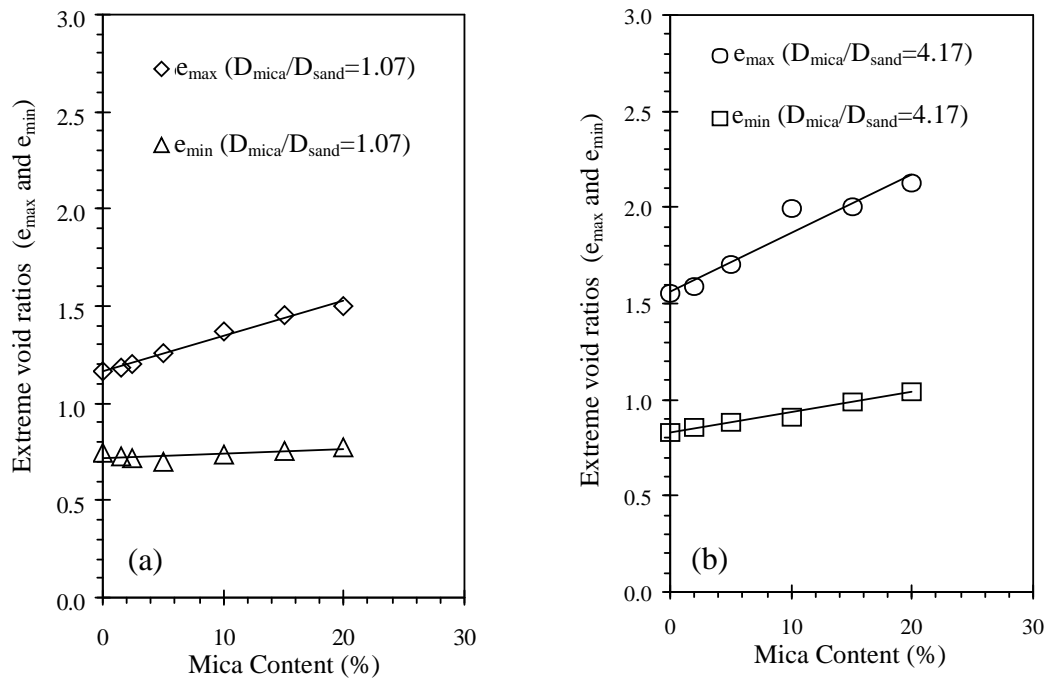 3.0
2.5
2.0
1.5
1.0
0.5
0.0
Extreme void ratios (e_max and e_min)
e_max (D_mica/D_sand=1.07)
e_min (D_mica/D_sand=1.07)
(a)
0 10 20 30
Mica Content (%)
3.0
2.5
2.0
1.5
1.0
0.5
0.0
Extreme void ratios (e_max and e_min)
e_max (D_mica/D_sand=4.17)
e_min (D_mica/D_sand=4.17)
(b)
0 10 20 30
Mica Content (%)